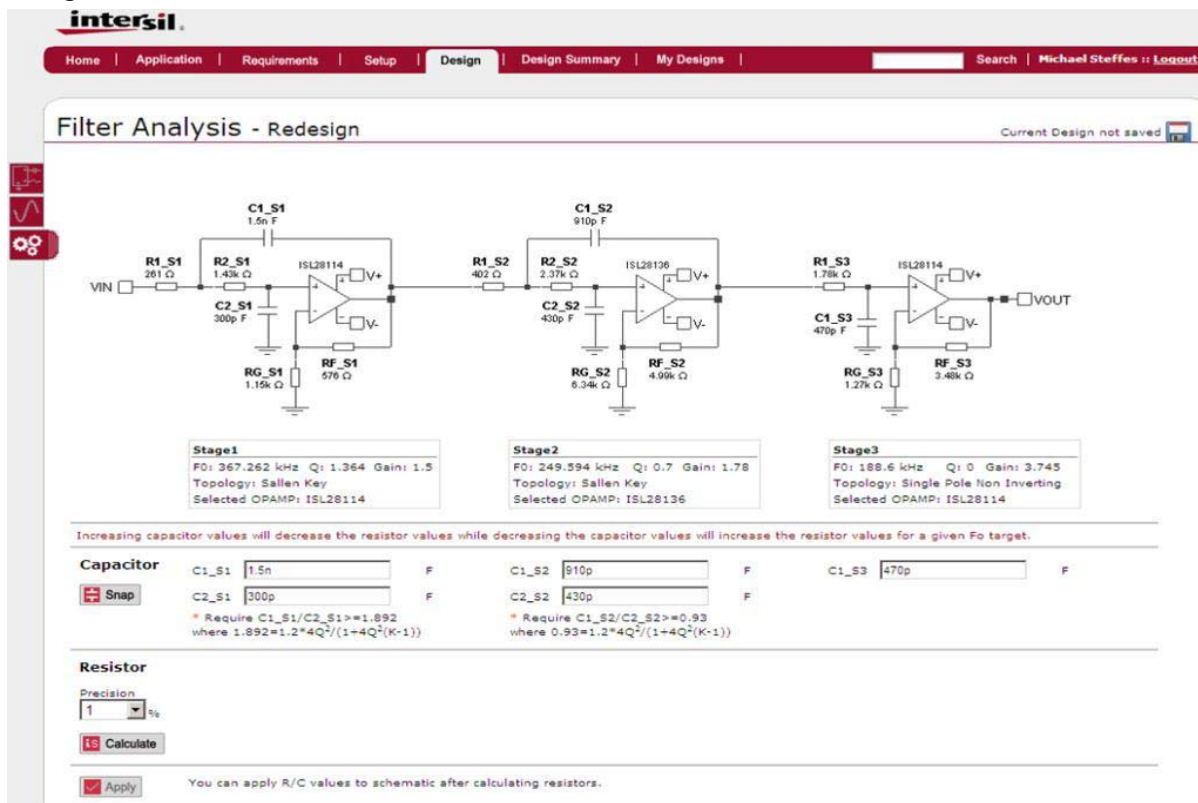 intersil
Home | Application | Requirements | Setup | Design | Design Summary | My Designs | Search | Michael Steffes :: Logout
Filter Analysis - Redesign
Current Design not saved
C1_S1
1.5n F
C1_S2
910p F
R1_S1
261 Ω
R2_S1
1.43k Ω
ISL28114
V+
R1_S2
402 Ω
R2_S2
2.37k Ω
ISL28136
V+
R1_S3
1.78k Ω
ISL28114
V+
VIN
VOUT
C2_S1
300p F
V-
C2_S2
430p F
V-
C1_S3
470p F
V-
RG_S1
1.15k Ω
RF_S1
576 Ω
RG_S2
6.34k Ω
RF_S2
4.99k Ω
RG_S3
1.27k Ω
RF_S3
3.48k Ω
Stage1
F0: 367.262 kHz Q: 1.364 Gain: 1.5
Topology: Sallen Key
Selected OPAMP: ISL28114
Stage2
F0: 249.594 kHz Q: 0.7 Gain: 1.78
Topology: Sallen Key
Selected OPAMP: ISL28136
Stage3
F0: 188.6 kHz Q: 0 Gain: 3.745
Topology: Single Pole Non Inverting
Selected OPAMP: ISL28114
Increasing capacitor values will decrease the resistor values while decreasing the capacitor values will increase the resistor values for a given Fo target.
Capacitor
Snap
C1_S1 1.5n F
C2_S1 300p F
* Require C1_S1/C2_S1>=1.892
where 1.892=1.2*4Q²/(1+4Q²(K-1))
C1_S2 910p F
C2_S2 430p F
* Require C1_S2/C2_S2>=0.93
where 0.93=1.2*4Q²/(1+4Q²(K-1))
C1_S3 470p F
Resistor
Precision
1 %
is Calculate
Apply
You can apply R/C values to schematic after calculating resistors.